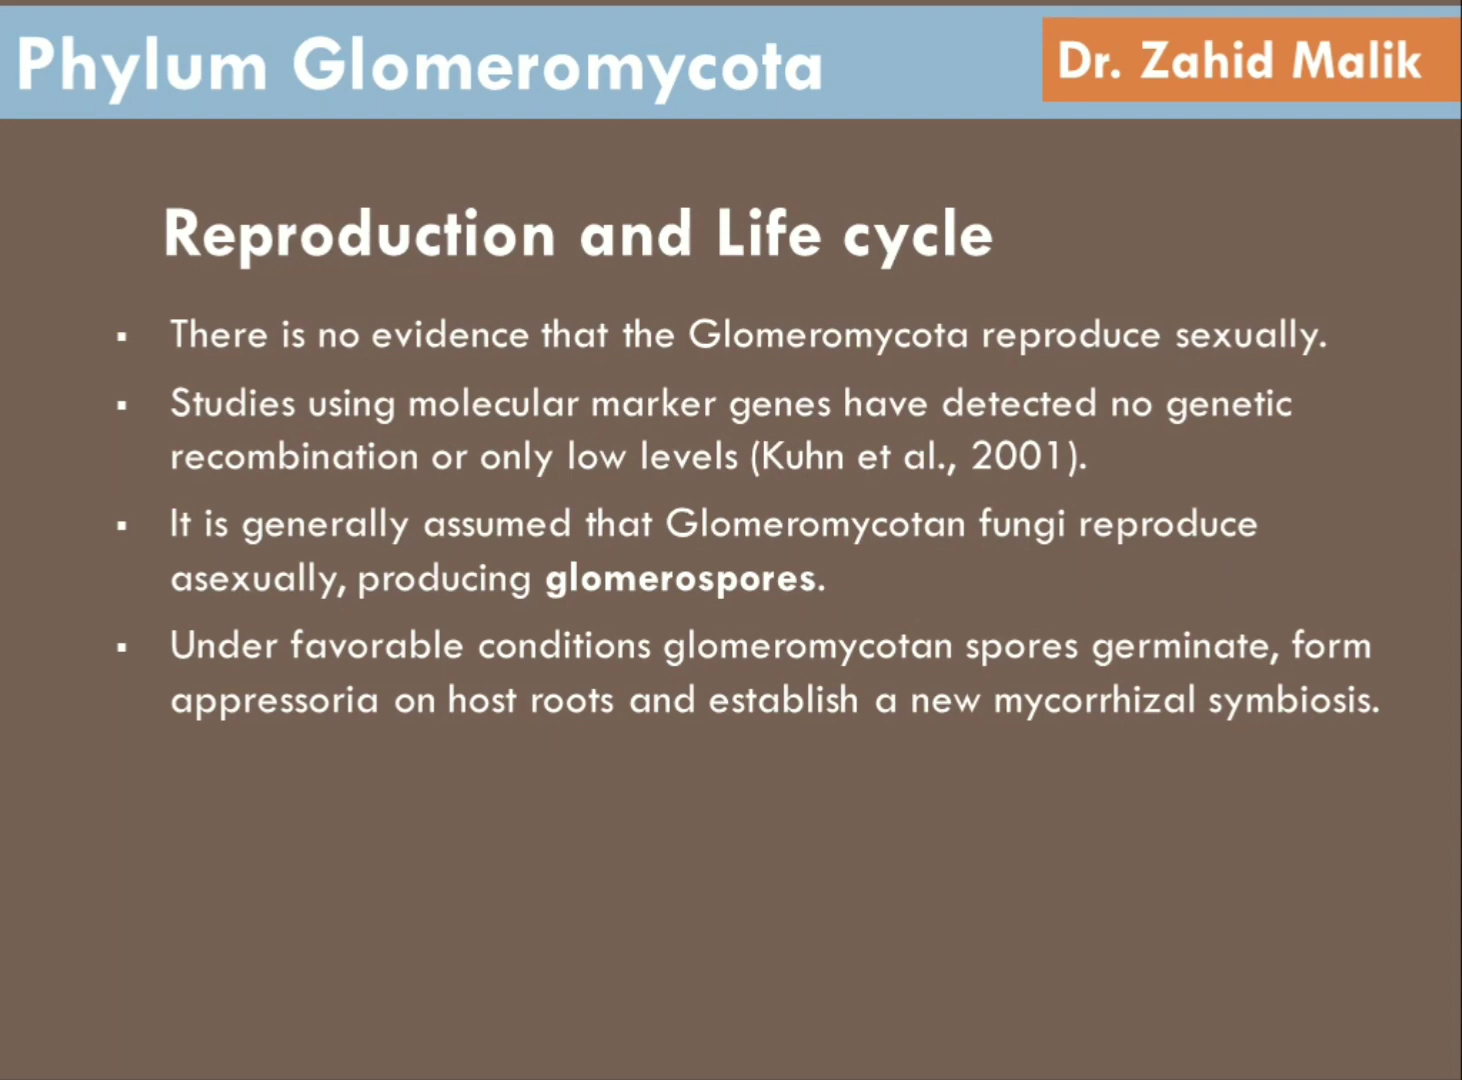 Phylum Glomeromycota
Dr. Zahid Malik
Reproduction and Life cycle
▪ There is no evidence that the Glomeromycota reproduce sexually.
▪ Studies using molecular marker genes have detected no genetic
recombination or only low levels (Kuhn et al., 2001).
▪ It is generally assumed that Glomeromycotan fungi reproduce
asexually, producing glomerospores.
▪ Under favorable conditions glomeromycotan spores germinate, form
appressoria on host roots and establish a new mycorrhizal symbiosis.